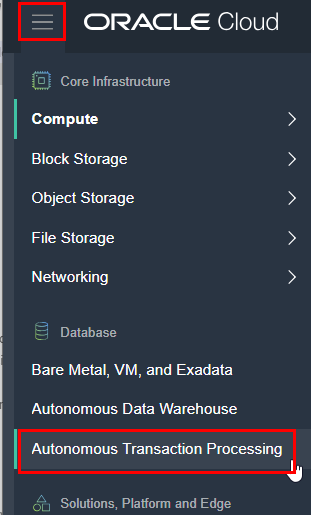 ORACLE Cloud
Core Infrastructure
Compute
Block Storage
Object Storage
File Storage
Networking
Database
Bare Metal, VM, and Exadata
Autonomous Data Warehouse
Autonomous Transaction Processing
Solutions, Platform and Edge